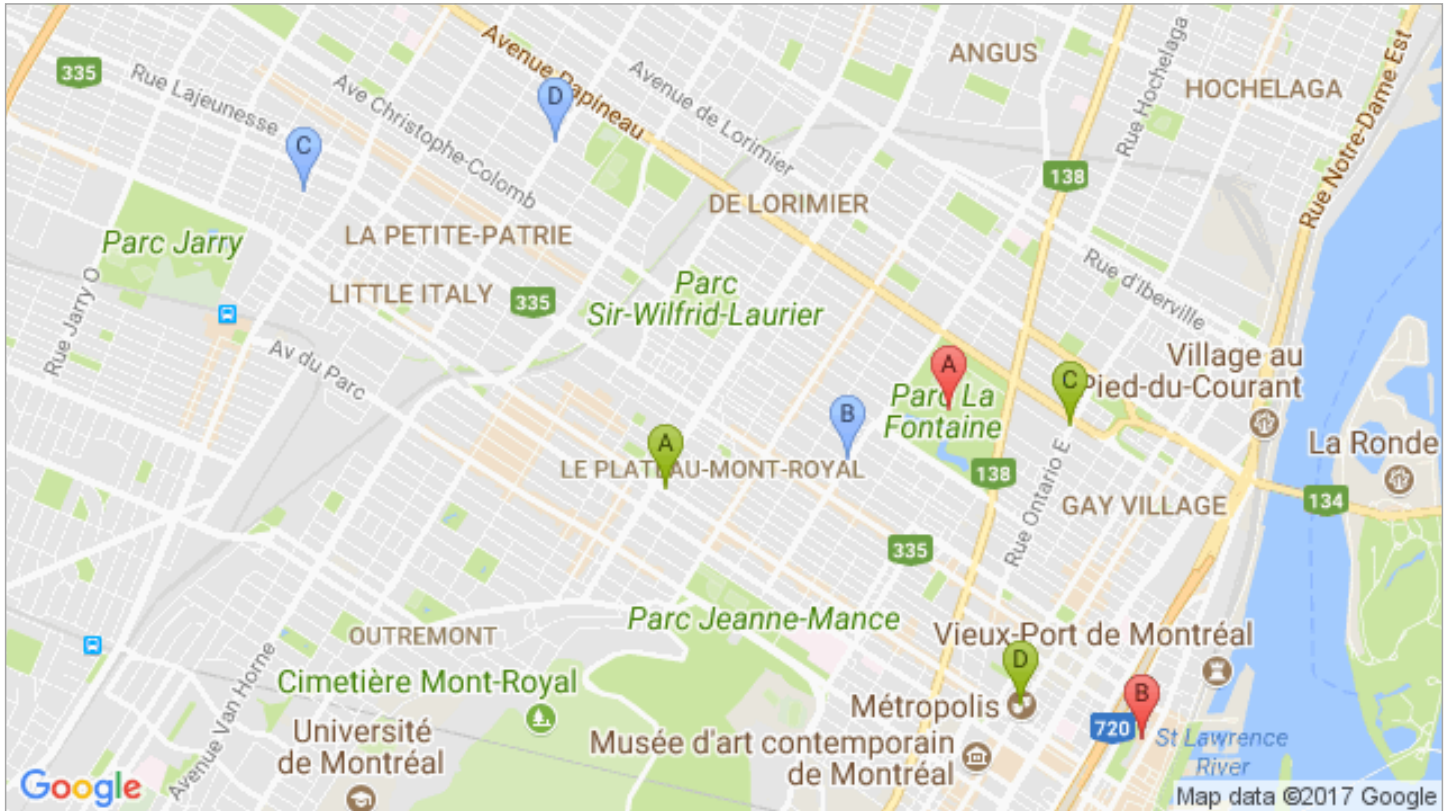 ANGUS
335
Avenue Papineau
Avenue de Lorimier
Rue Hochelaga
HOCHELAGA
Rue Notre-Dame Est
Rue Lajeunesse
Ave Christophe-Colomb
D
C
138
DE LORIMIER
Parc Jarry
LA PETITE-PATRIE
LITTLE ITALY
335
Parc
Sir-Wilfrid-Laurier
Rue d'Iberville
Rue Jarry O
Av du Parc
A
Parc La
Fontaine
C
Village au
Pied-du-Courant
B
A
LE PLATEAU-MONT-ROYAL
138
La Ronde
134
Rue Ontario E
GAY VILLAGE
335
OUTREMONT
Parc Jeanne-Mance
Vieux-Port de Montréal
D
Cimetière Mont-Royal
Avenue Van Horne
Métropolis
B
Université
de Montréal
Musée d'art contemporain
de Montréal
720
St Lawrence
River
Google
Map data ©2017 Google